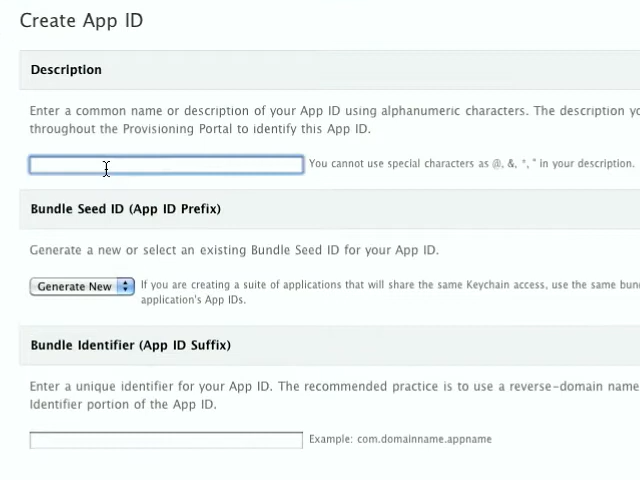 Create App ID
Description
Enter a common name or description of your App ID using alphanumeric characters. The description
throughout the Provisioning Portal to identify this App ID.
You cannot use special characters as @, &, *, " in your description.
Bundle Seed ID (App ID Prefix)
Generate a new or select an existing Bundle Seed ID for your App ID.
Generate New
If you are creating a suite of applications that will share the same Keychain access, use the same
application's App IDs.
Bundle Identifier (App ID Suffix)
Enter a unique identifier for your App ID. The recommended practice is to use a reverse-domain name
Identifier portion of the App ID.
Example: com.domainname.appname